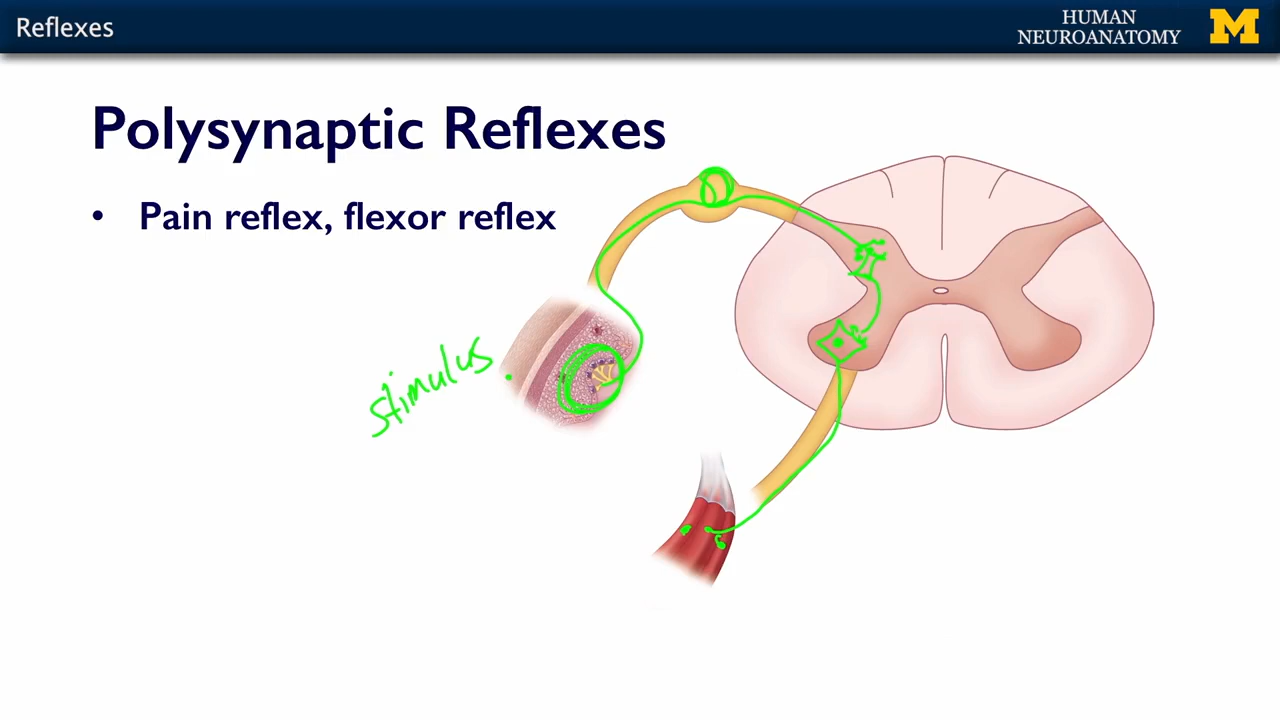 Reflexes
HUMAN
NEUROANATOMY
M
Polysynaptic Reflexes
• Pain reflex, flexor reflex
stimulus